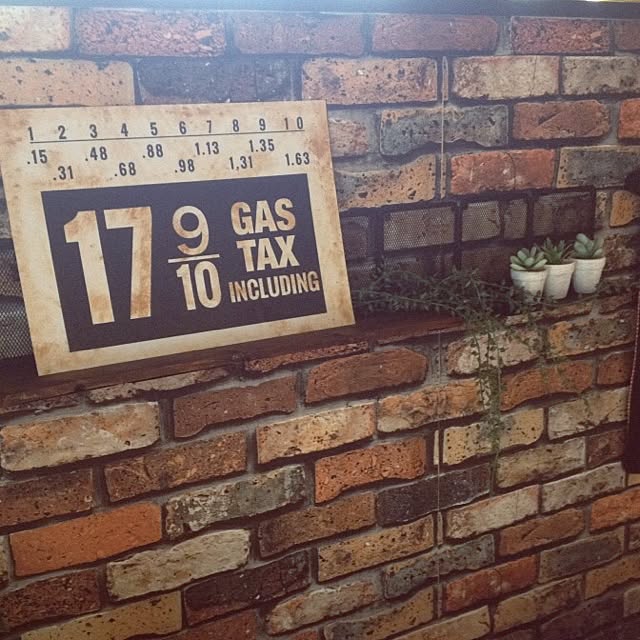 1 2 3 4 5 6 7 8 9 10
.15 .48 .88 1.13 1.35
.31 .68 .98 1,31 1.63
17 9/10 GAS
TAX
INCLUDING